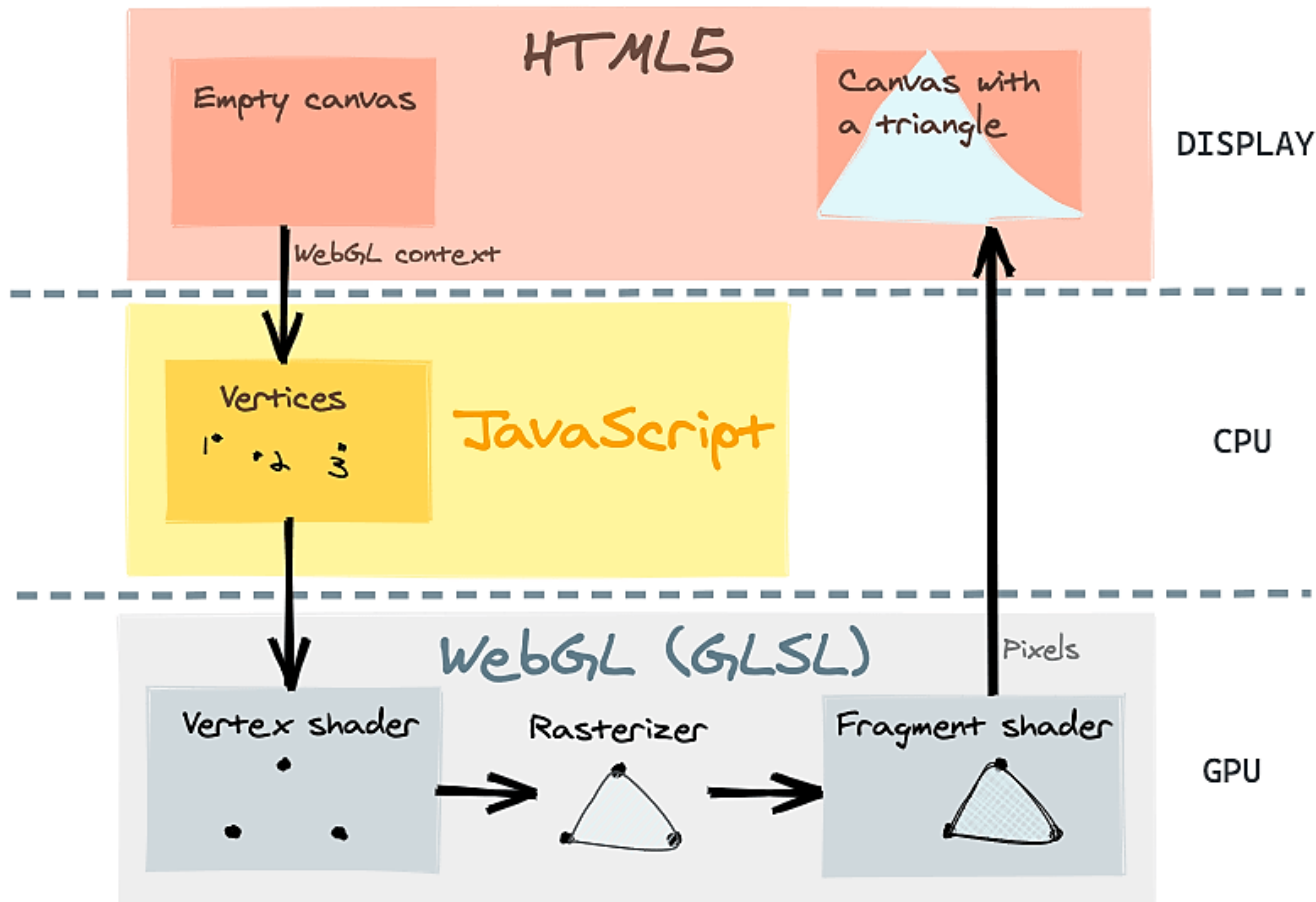 HTML5
Empty canvas
Canvas with
a triangle
DISPLAY
WebGL context
Vertices
1 2 3
JavaScript
CPU
WebGL (GLSL)
Pixels
Vertex shader
Rasterizer
Fragment shader
GPU